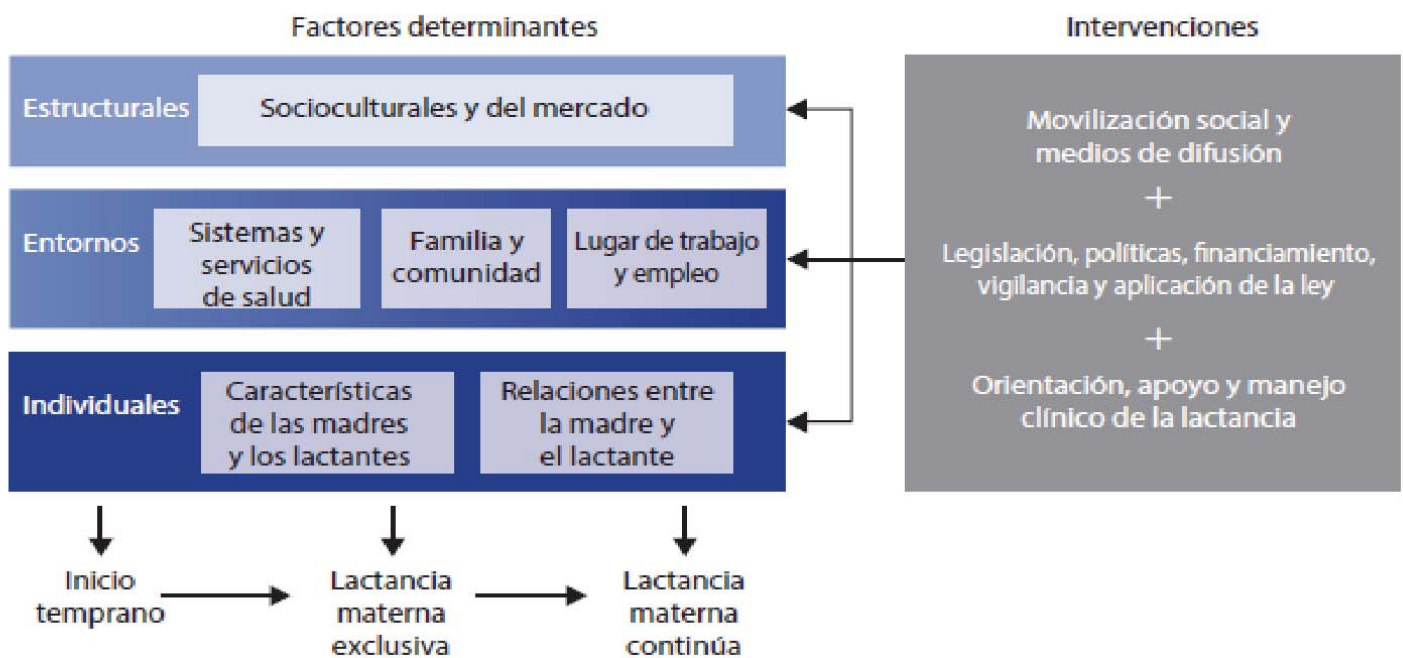 Factores determinantes
Intervenciones
Estructurales
Socioculturales y del mercado
Entornos
Sistemas y
servicios
de salud
Familia y
comunidad
Lugar de trabajo
y empleo
Individuales
Características
de las madres
y los lactantes
Relaciones entre
la madre y
el lactante
Movilización social y
medios de difusión
+
Legislación, políticas, financiamiento,
vigilancia y aplicación de la ley
+
Orientación, apoyo y manejo
clínico de la lactancia
Inicio
temprano
Lactancia
materna
exclusiva
Lactancia
materna
continúa